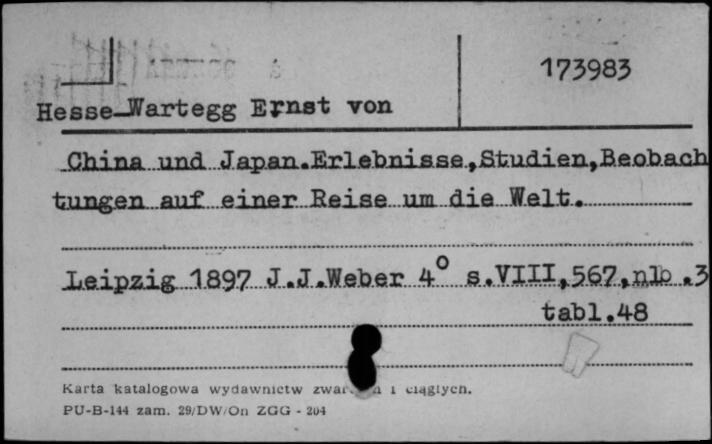 173983
Hesse-Wartegg Ernst von
China und Japan.Erlebnisse,Studien,Beobach
tungen auf einer Reise um die Welt.
Leipzig 1897 J.J.Weber 4° s.VIII,567,nlb .3
tabl.48
Karta katalogowa wydawnictw i ciągłych.
PU-B-144 zam. 29/DW/On ZGG - 204